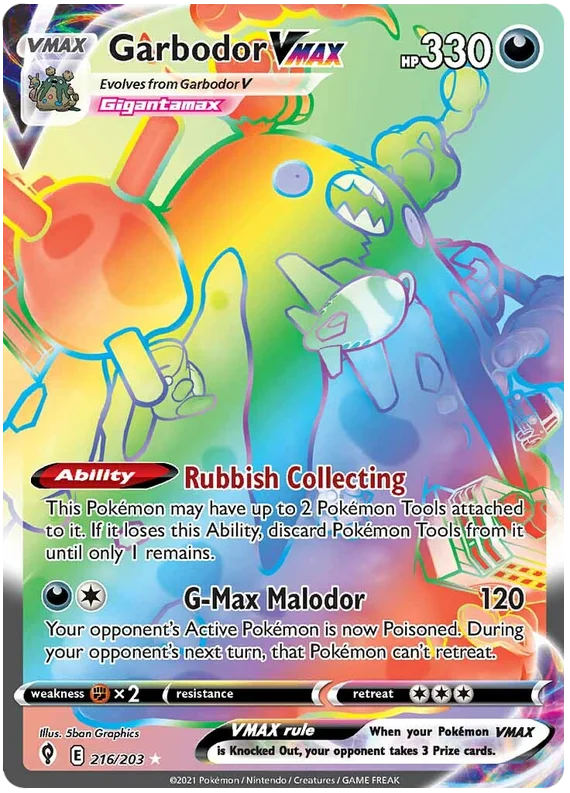 VMAX
Garbodor VMAX
HP 330
Evolves from Garbodor V
Gigantamax
Ability Rubbish Collecting
This Pokémon may have up to 2 Pokémon Tools attached
to it. If it loses this Ability, discard Pokémon Tools from it
until only 1 remains.
G-Max Malodor 120
Your opponent's Active Pokémon is now Poisoned. During
your opponent's next turn, that Pokémon can't retreat.
weakness ×2 resistance retreat
Illus. 5ban Graphics
VMAX rule When your Pokémon VMAX
is Knocked Out, your opponent takes 3 Prize cards.
E 216/203
©2021 Pokémon / Nintendo / Creatures / GAME FREAK